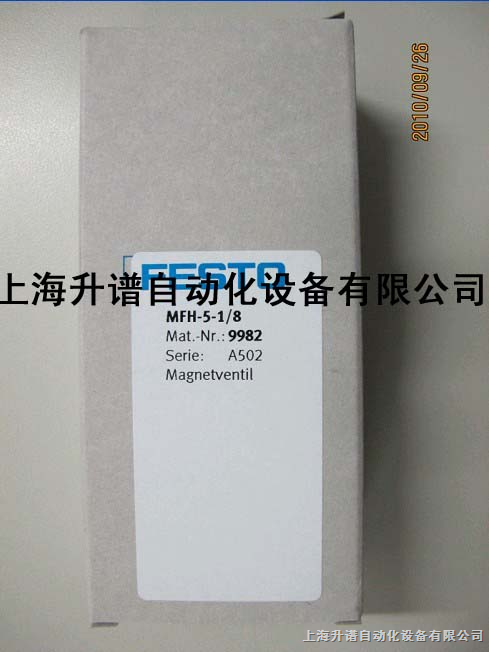 2010/09/26
FESTO
上海升谱自动化设备有限公司
MFH-5-1/8
Mat.-Nr.: 9982
Serie: A502
Magnetventil
上海升谱自动化设备有限公司